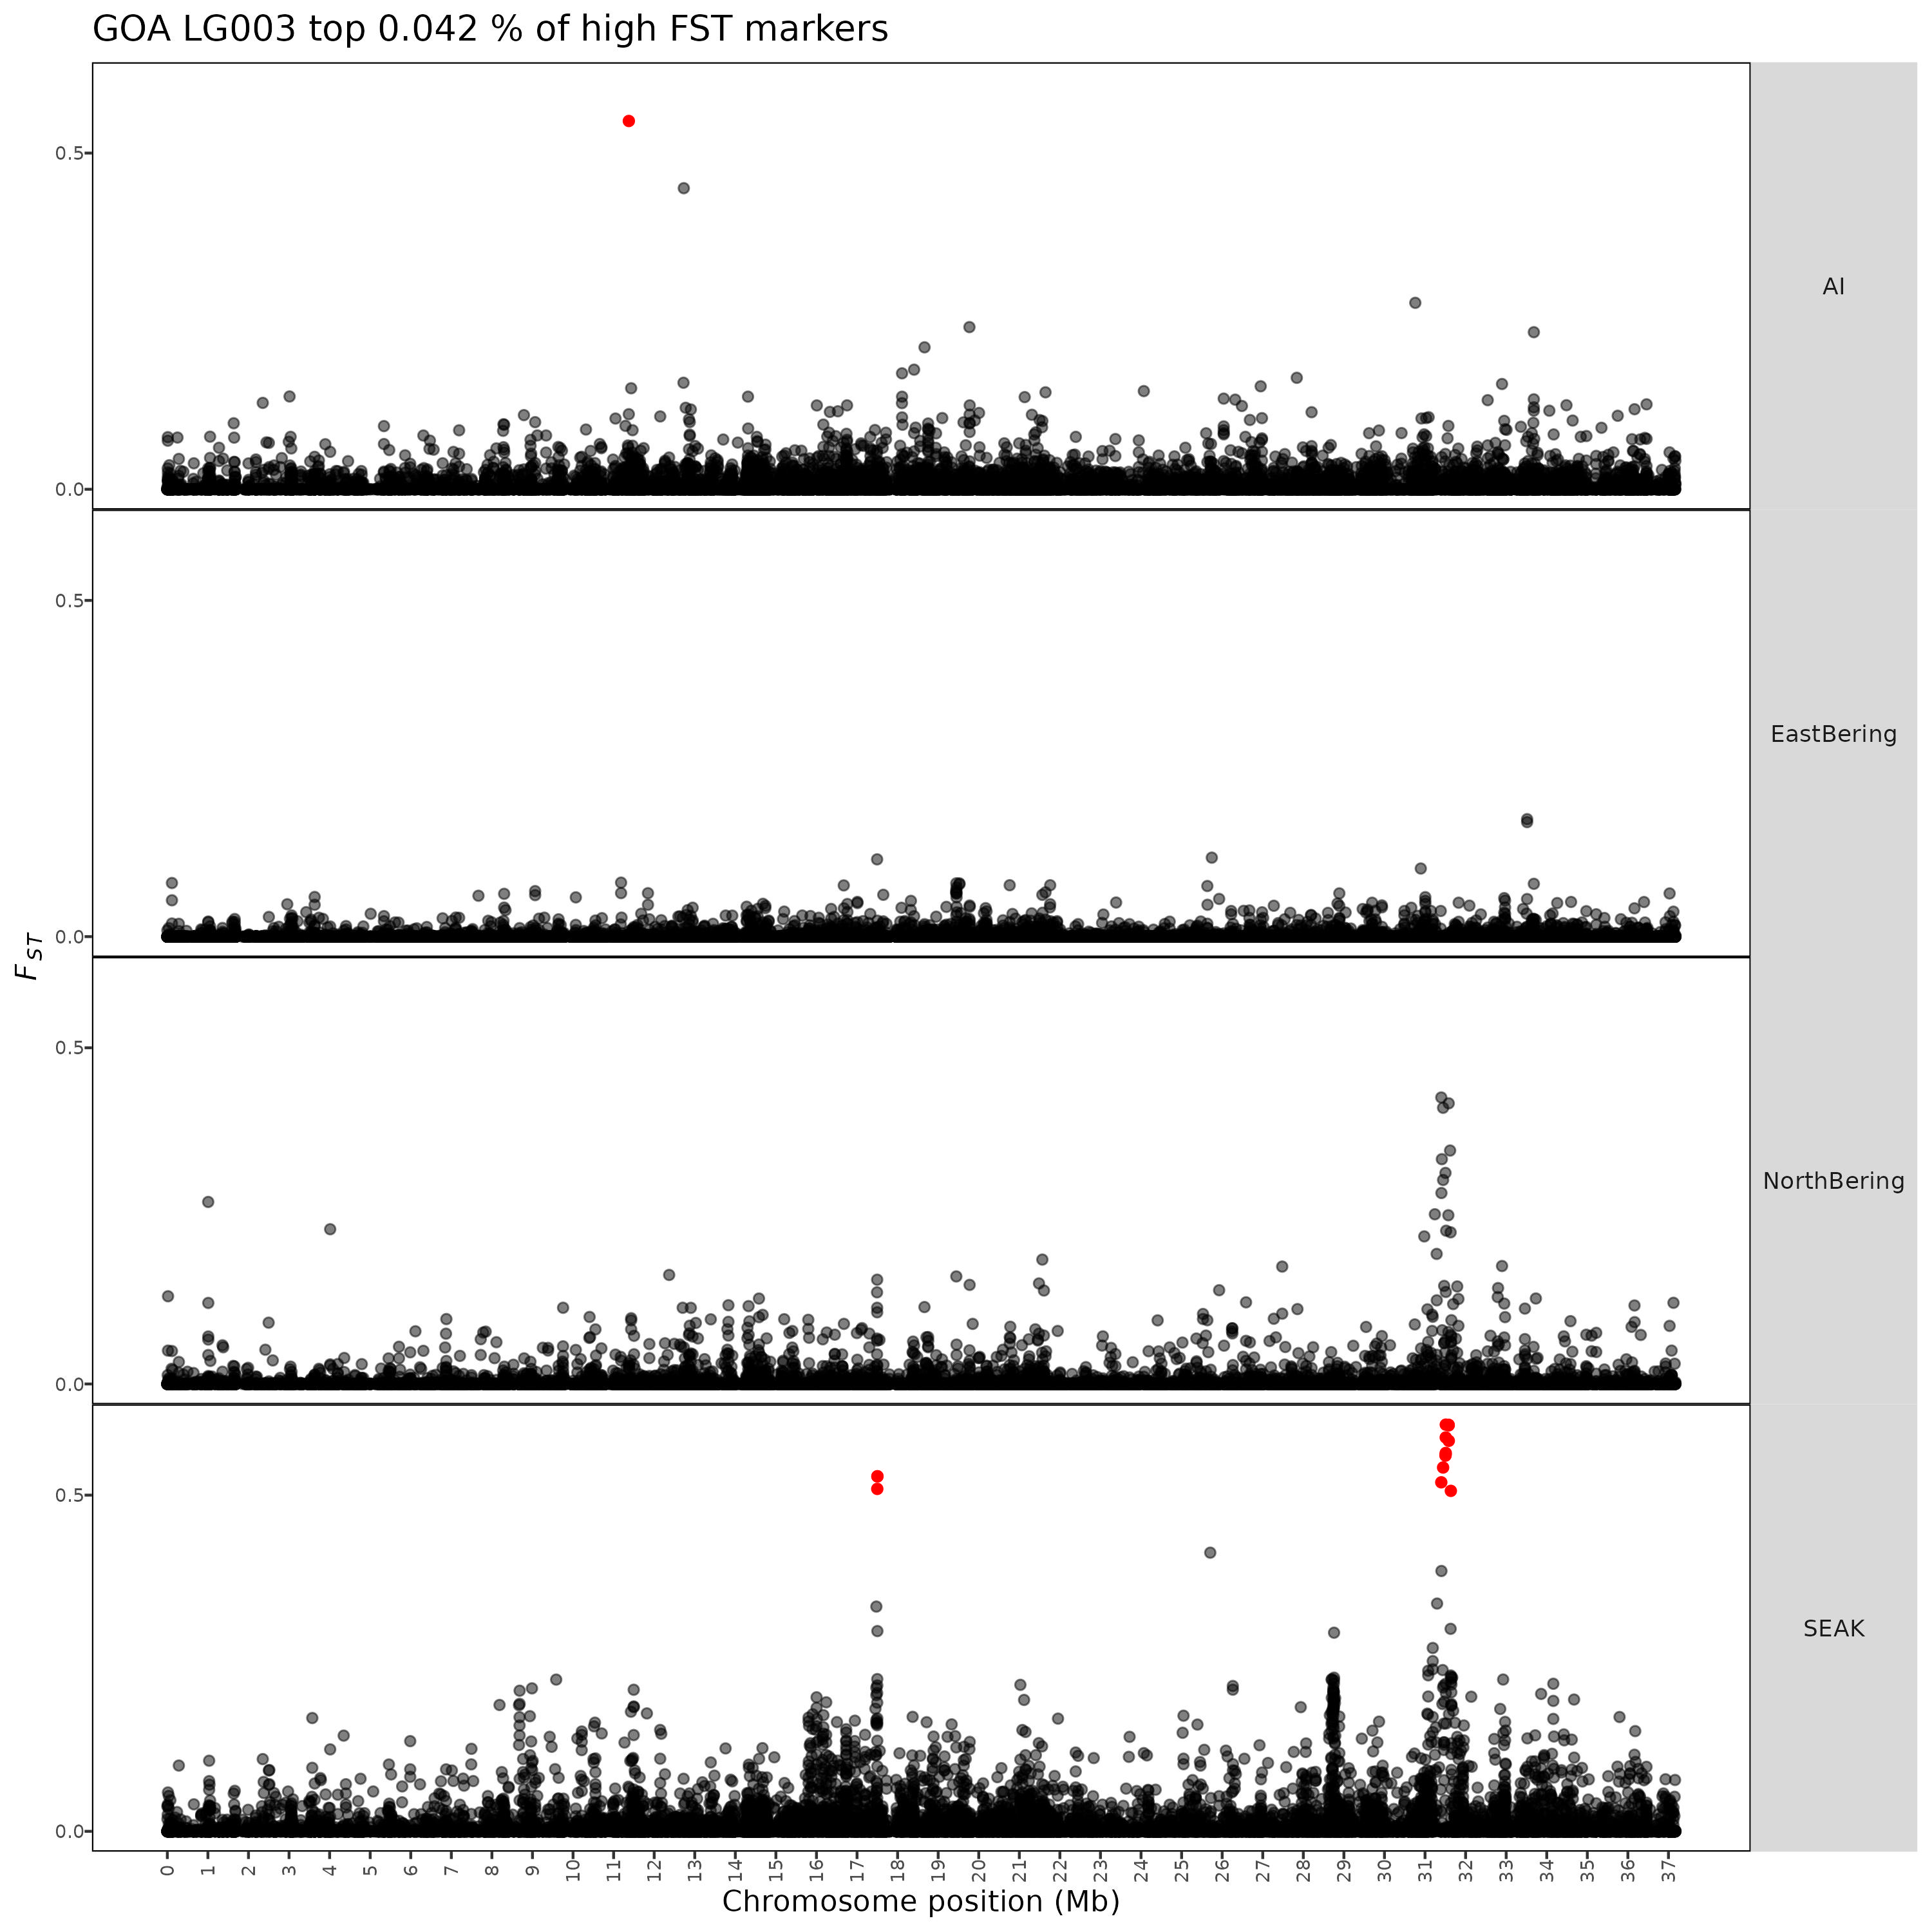 GOA LG003 top 0.042 % of high FST markers
0.5
0.0
AI
0.5
0.0
EastBering
0.5
0.0
NorthBering
0.5
0.0
SEAK
FST
0 1 2 3 4 5 6 7 8 9 10 11 12 13 14 15 16 17 18 19 20 21 22 23 24 25 26 27 28 29 30 31 32 33 34 35 36 37
Chromosome position (Mb)